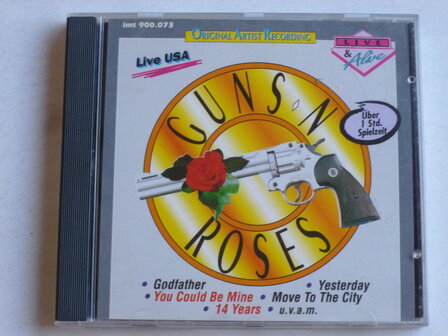 imt 900.073
ORIGINAL ARTIST RECORDING
LIVE
& Alive
Live USA
GUNS N
ROSES
Über
1 Std.
Spielzeit
• Godfather • Yesterday
• You Could Be Mine • Move To The City
• 14 Years • u.v.a.m.